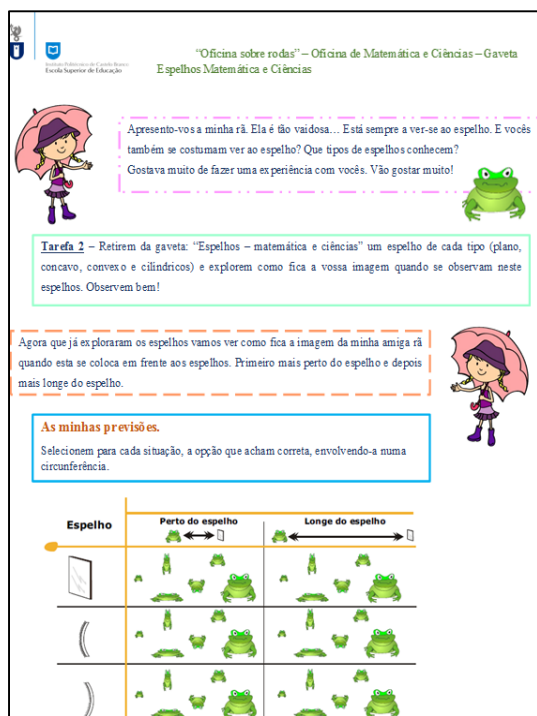 "Oficina sobre rodas" – Oficina de Matemática e Ciências – Gaveta
Espelhos Matemática e Ciências
Instituto Politécnico de Castelo Branco
Escola Superior de Educação
Apresento-vos a minha rã. Ela é tão vaidosa… Está sempre a ver-se ao espelho. E vocês
também se costumam ver ao espelho? Que tipos de espelhos conhecem?
Gostava muito de fazer uma experiência com vocês. Vão gostar muito!
Tarefa 2 – Retirem da gaveta: "Espelhos – matemática e ciências" um espelho de cada tipo (plano,
concavo, convexo e cilíndricos) e explorem como fica a vossa imagem quando se observam neste
espelhos. Observem bem!
Agora que já exploraram os espelhos vamos ver como fica a imagem da minha amiga rã
quando esta se coloca em frente aos espelhos. Primeiro mais perto do espelho e depois
mais longe do espelho.
As minhas previsões.
Selecionem para cada situação, a opção que acham correta, envolvendo-a numa
circunferência.
Espelho
Perto do espelho
Longe do espelho